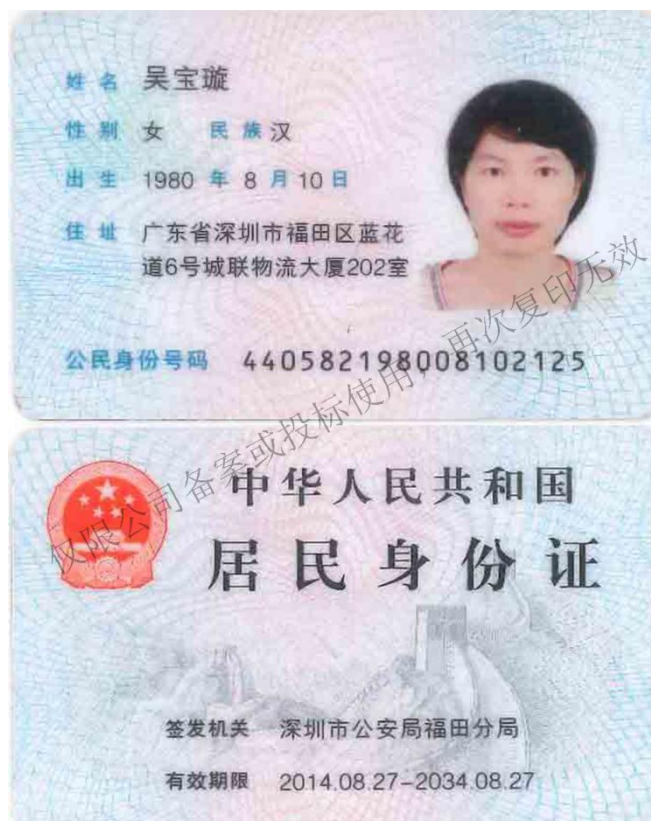 姓名 吴宝璇
性别 女 民族 汉
出生 1980 年 8 月 10 日
住址 广东省深圳市福田区蓝花
道6号城联物流大厦202室
公民身份号码 440582198008102125
仅限公司备案或投标使用，再次复印无效
中华人民共和国
居民身份证
签发机关 深圳市公安局福田分局
有效期限 2014.08.27-2034.08.27